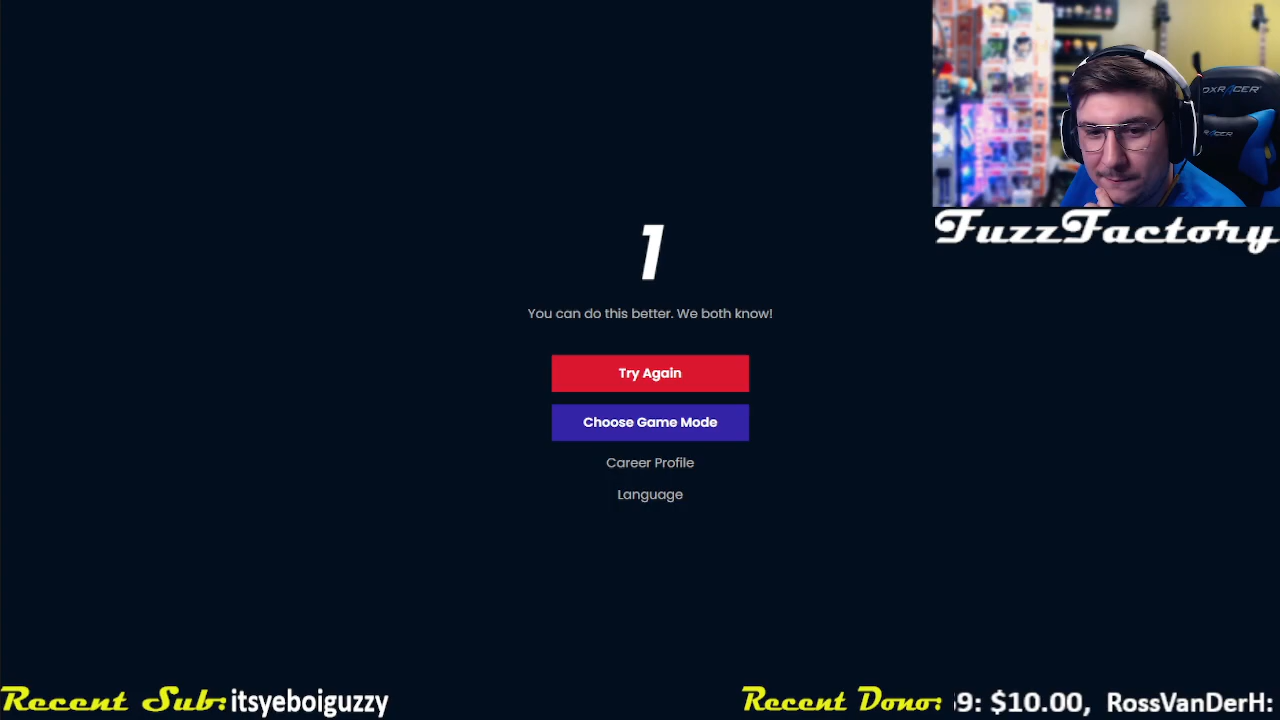 DXRACER
RACER
FuzzFactory
1
You can do this better. We both know!
Try Again
Choose Game Mode
Career Profile
Language
Recent Sub: itsyeboiguzzy
Recent Dono: 9: $10.00, RossVanDerH: